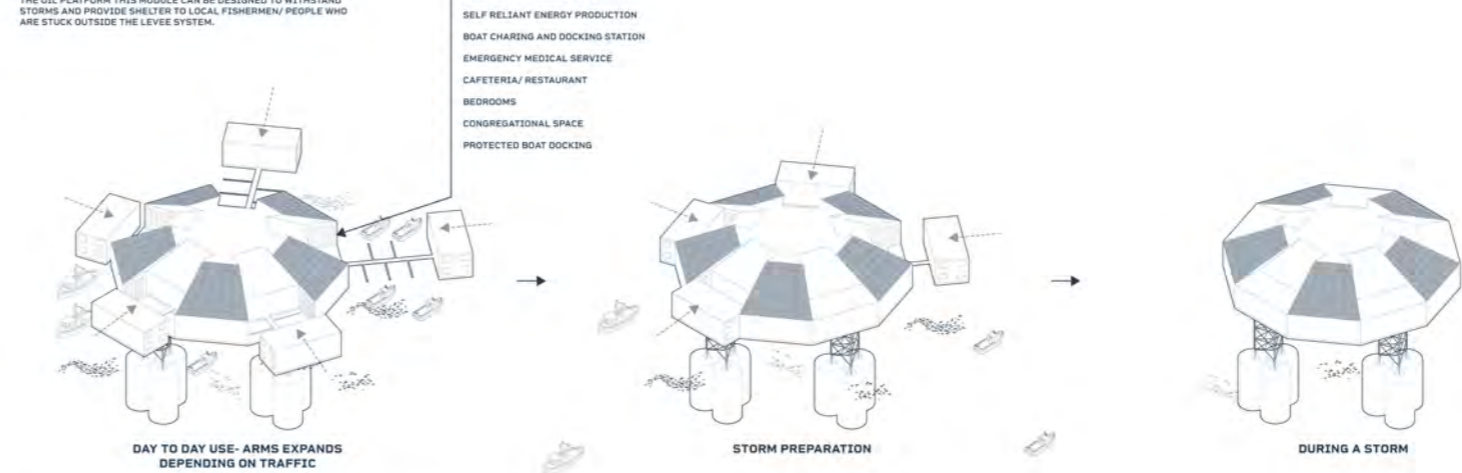 THE OIL PLATFORM THIS MODULE CAN BE DESIGNED TO WITHSTAND
STORMS AND PROVIDE SHELTER TO LOCAL FISHERMEN/ PEOPLE WHO
ARE STUCK OUTSIDE THE LEVEE SYSTEM.
SELF RELIANT ENERGY PRODUCTION
BOAT CHARING AND DOCKING STATION
EMERGENCY MEDICAL SERVICE
CAFETERIA/ RESTAURANT
BEDROOMS
CONGREGATIONAL SPACE
PROTECTED BOAT DOCKING
DAY TO DAY USE- ARMS EXPANDS
DEPENDING ON TRAFFIC
STORM PREPARATION
DURING A STORM